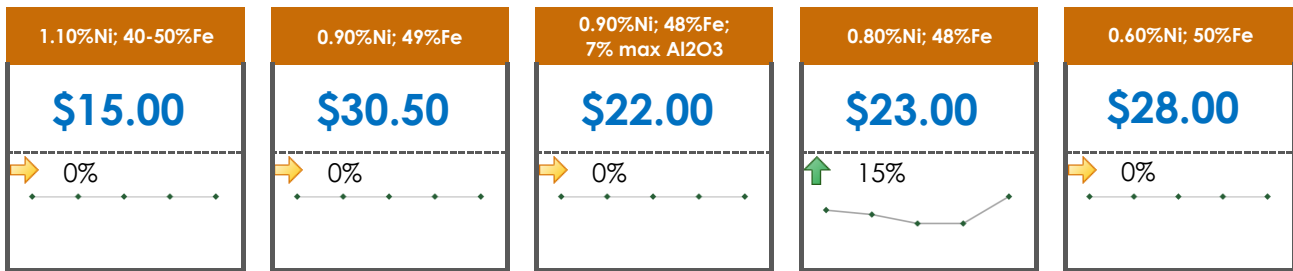 1.10%Ni; 40-50%Fe
$15.00
0%
0.90%Ni; 49%Fe
$30.50
0%
0.90%Ni; 48%Fe;
7% max Al2O3
$22.00
0%
0.80%Ni; 48%Fe
$23.00
15%
0.60%Ni; 50%Fe
$28.00
0%